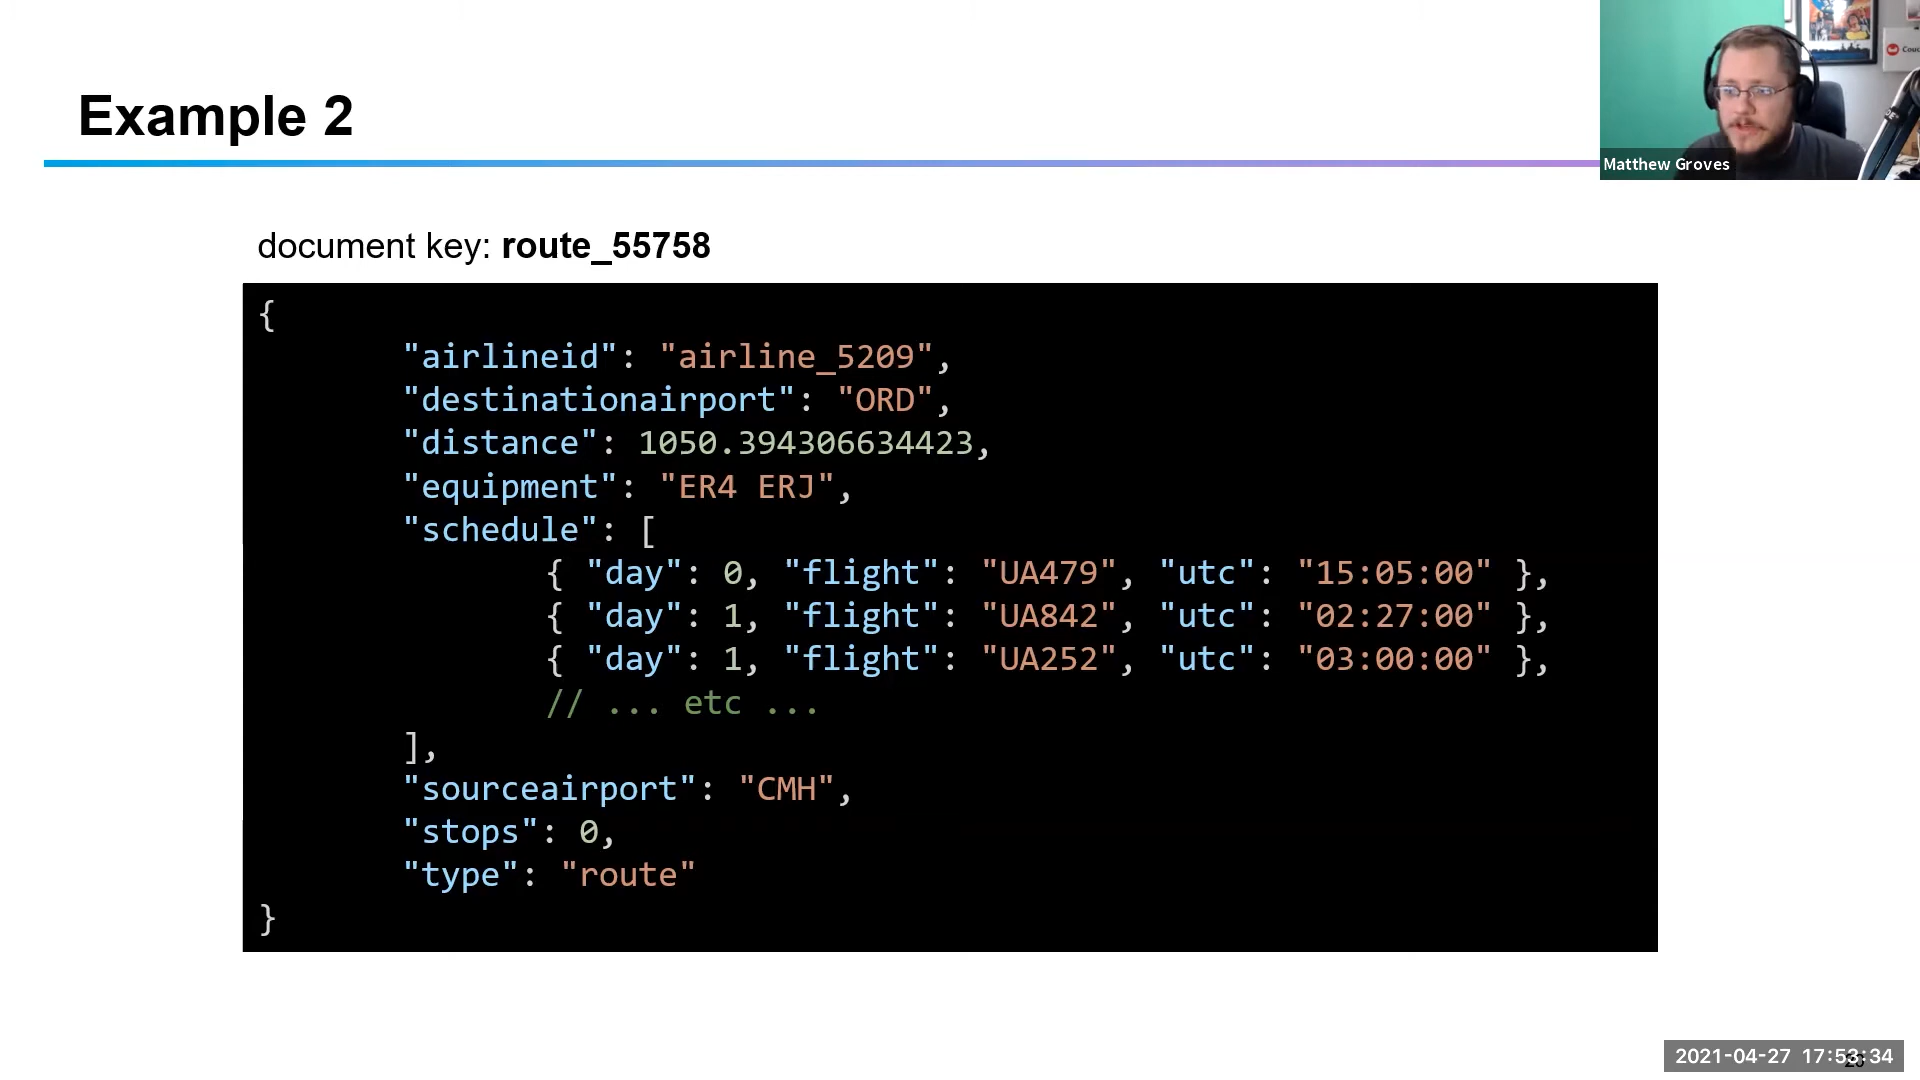 Example 2
Matthew Groves
document key: route_55758
{
"airlineid": "airline_5209",
"destinationairport": "ORD",
"distance": 1050.394306634423,
"equipment": "ER4 ERJ",
"schedule": [
{ "day": 0, "flight": "UA479", "utc": "15:05:00" },
{ "day": 1, "flight": "UA842", "utc": "02:27:00" },
{ "day": 1, "flight": "UA252", "utc": "03:00:00" },
// ... etc ...
],
"sourceairport": "CMH",
"stops": 0,
"type": "route"
}
2021-04-27 17:53:34